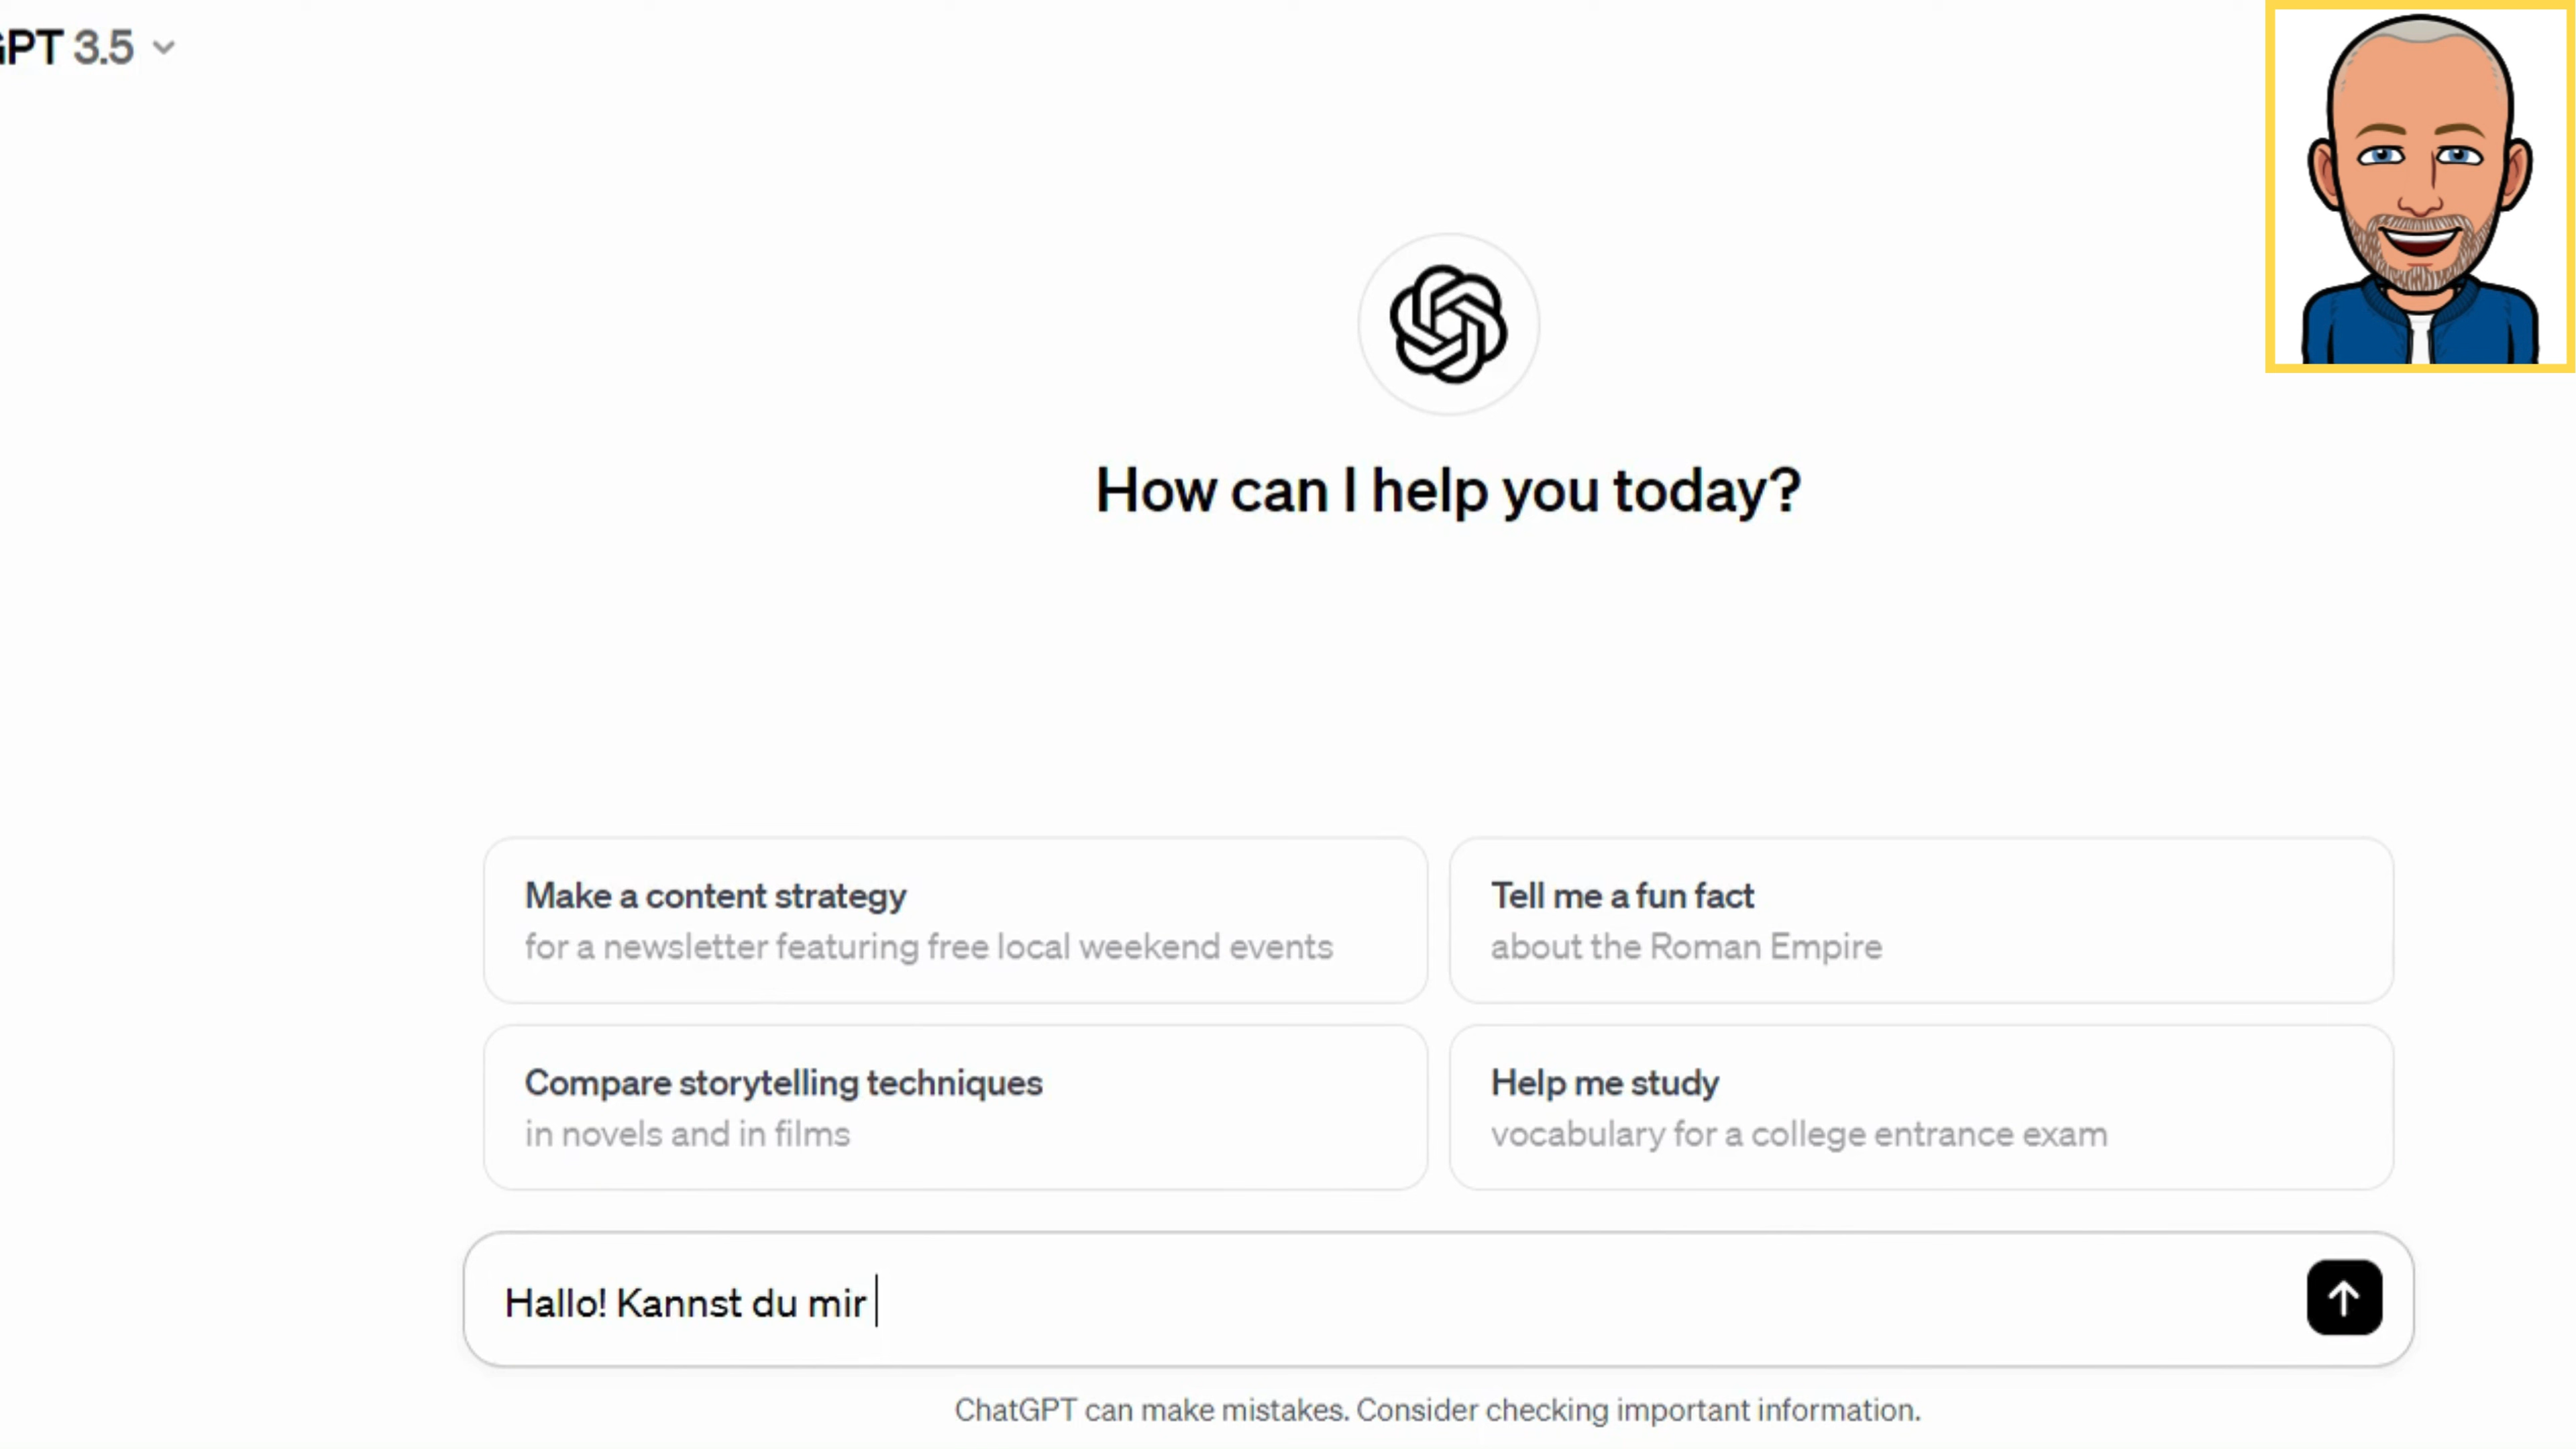 GPT 3.5
How can I help you today?
Make a content strategy
for a newsletter featuring free local weekend events
Tell me a fun fact
about the Roman Empire
Compare storytelling techniques
in novels and in films
Help me study
vocabulary for a college entrance exam
Hallo! Kannst du mir
ChatGPT can make mistakes. Consider checking important information.